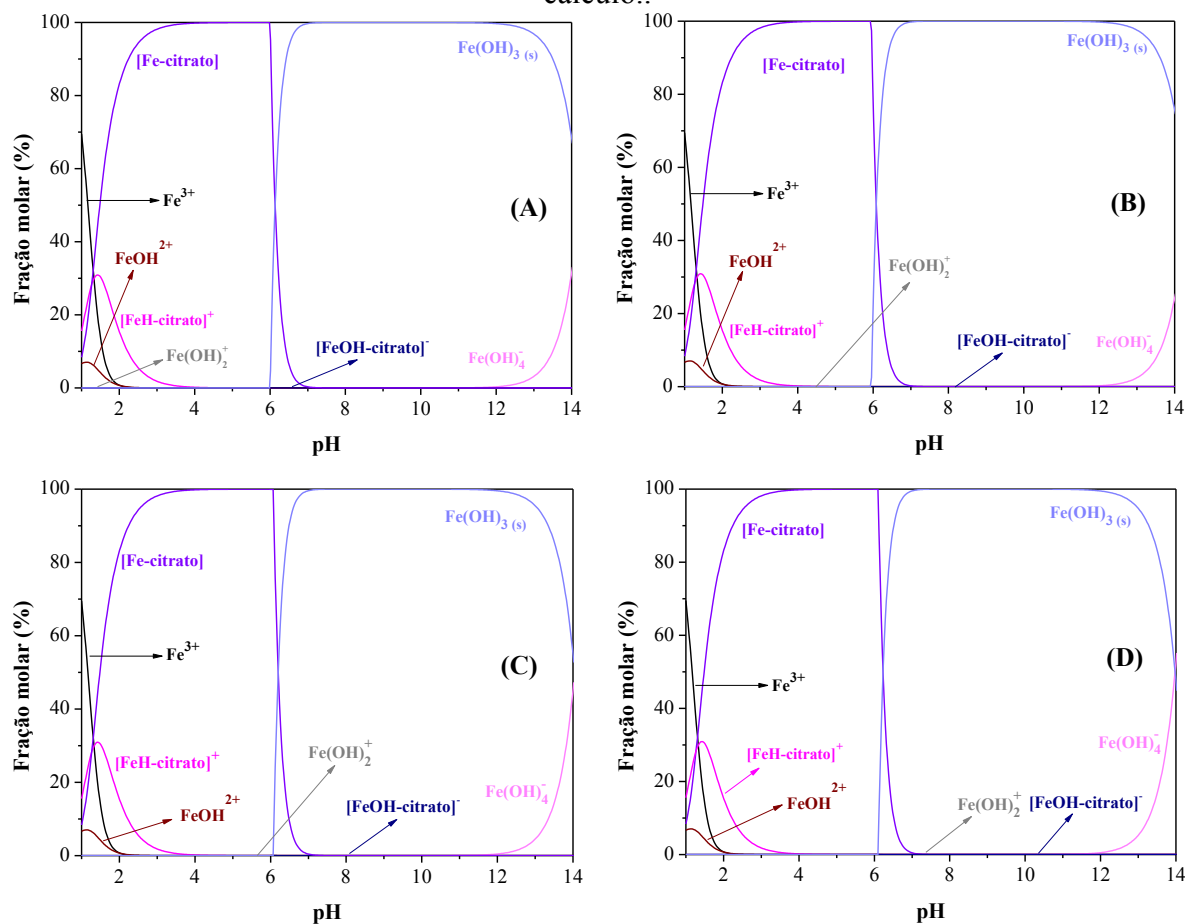 cálculo..
100
80
60
40
20
0
Fração molar (%)
[Fe-citrato]
Fe(OH)3 (s)
Fe3+
(A)
FeOH2+
[FeH-citrato]+
Fe(OH)2+
[FeOH-citrato]-
Fe(OH)4-
2 4 6 8 10 12 14
pH
100
80
60
40
20
0
Fração molar (%)
Fe(OH)3 (s)
[Fe-citrato]
Fe3+
(B)
FeOH2+
Fe(OH)2+
[FeH-citrato]+
[FeOH-citrato]-
Fe(OH)4-
2 4 6 8 10 12 14
pH
100
80
60
40
20
0
Fração molar (%)
Fe(OH)3 (s)
[Fe-citrato]
Fe3+
(C)
Fe(OH)2+
[FeH-citrato]+
FeOH2+
[FeOH-citrato]-
Fe(OH)4-
2 4 6 8 10 12 14
pH
100
80
60
40
20
0
Fração molar (%)
Fe(OH)3 (s)
[Fe-citrato]
Fe3+
(D)
[FeH-citrato]+
Fe(OH)4-
FeOH2+
Fe(OH)2+
[FeOH-citrato]-
2 4 6 8 10 12 14
pH